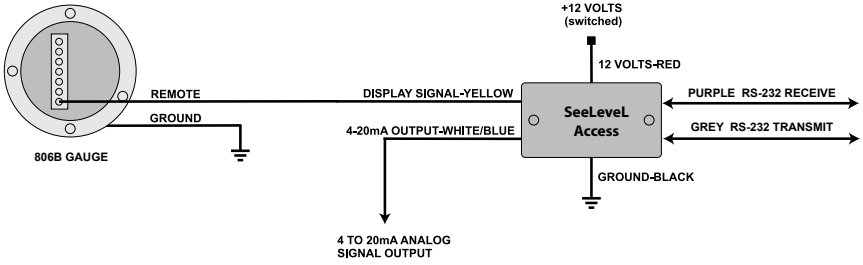 +12 VOLTS
(switched)
12 VOLTS-RED
REMOTE
DISPLAY SIGNAL-YELLOW
PURPLE RS-232 RECEIVE
SeeLeveL
Access
GROUND
4-20mA OUTPUT-WHITE/BLUE
GREY RS-232 TRANSMIT
806B GAUGE
GROUND-BLACK
4 TO 20mA ANALOG
SIGNAL OUTPUT